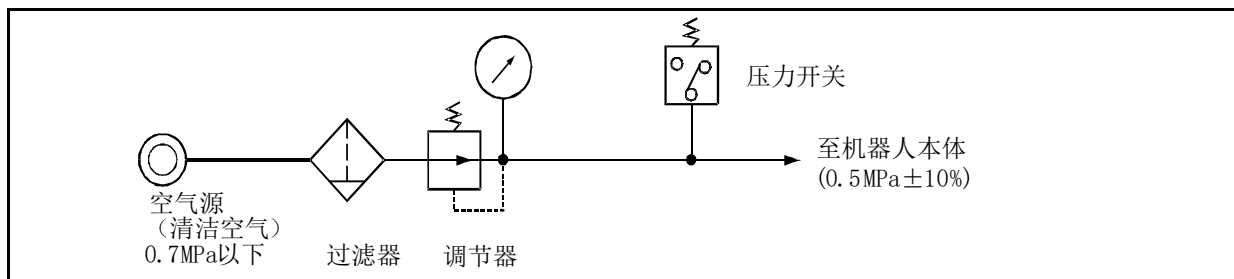 压力开关
至机器人本体
(0.5MPa±10%)
空气源
（清洁空气）
0.7MPa以下
过滤器
调节器